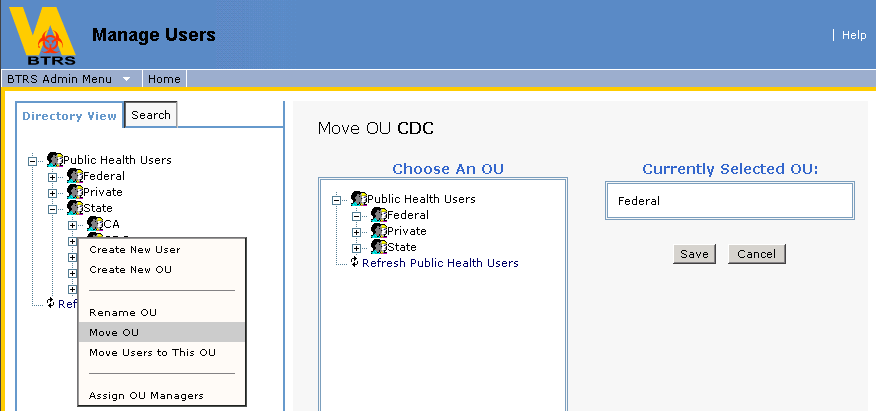 VA
BTRS
Manage Users
| Help
BTRS Admin Menu
Home
Directory View
Search
Public Health Users
Federal
Private
State
CA
Ref
Create New User
Create New OU
Rename OU
Move OU
Move Users to This OU
Assign OU Managers
Move OU CDC
Choose An OU
Public Health Users
Federal
Private
State
Refresh Public Health Users
Currently Selected OU:
Federal
Save
Cancel